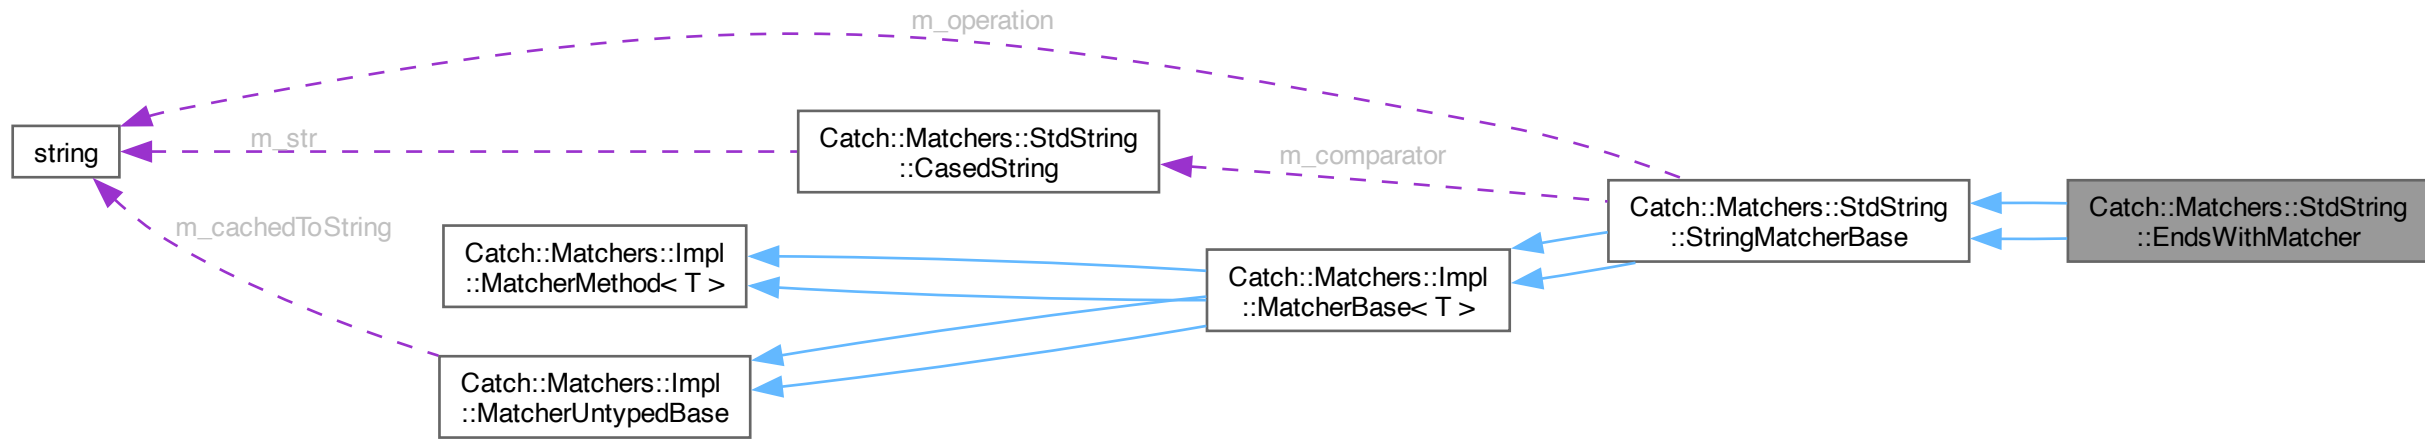 m_operation
string
m_str
Catch::Matchers::StdString
::CasedString
m_comparator
m_cachedToString
Catch::Matchers::Impl
::MatcherMethod< T >
Catch::Matchers::Impl
::MatcherUntypedBase
Catch::Matchers::Impl
::MatcherBase< T >
Catch::Matchers::StdString
::StringMatcherBase
Catch::Matchers::StdString
::EndsWithMatcher